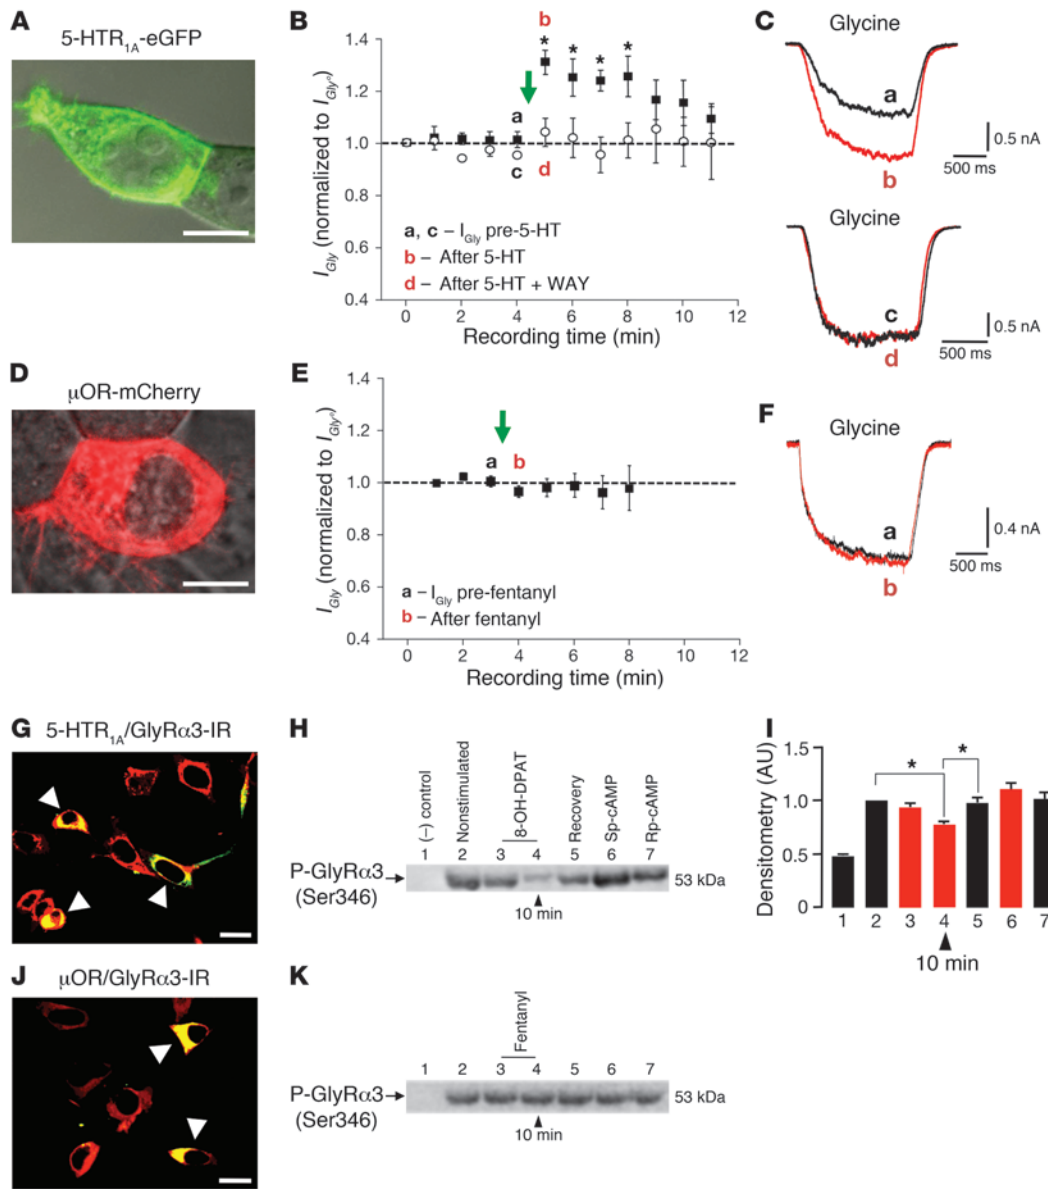 A
5-HTR1A-eGFP
B
IGly (normalized to IGly⁰)
1.4
1.2
1.0
0.8
0.6
0.4
b
* * * *
a
c
d
a, c – IGly pre-5-HT
b – After 5-HT
d – After 5-HT + WAY
0 2 4 6 8 10 12
Recording time (min)
C
Glycine
a
b
0.5 nA
500 ms
Glycine
c
d
0.5 nA
500 ms
D
µOR-mCherry
E
IGly (normalized to IGly⁰)
1.4
1.2
1.0
0.8
0.6
0.4
a b
a – IGly pre-fentanyl
b – After fentanyl
0 2 4 6 8 10 12
Recording time (min)
F
Glycine
a
b
0.4 nA
500 ms
G
5-HTR1A/GlyRα3-IR
H
(–) control
Nonstimulated
8-OH-DPAT
Recovery
Sp-cAMP
Rp-cAMP
1 2 3 4 5 6 7
P-GlyRα3
(Ser346)
53 kDa
10 min
I
Densitometry (AU)
1.5
1.0
0.5
0
* *
1 2 3 4 5 6 7
10 min
J
µOR/GlyRα3-IR
K
Fentanyl
1 2 3 4 5 6 7
P-GlyRα3
(Ser346)
53 kDa
10 min